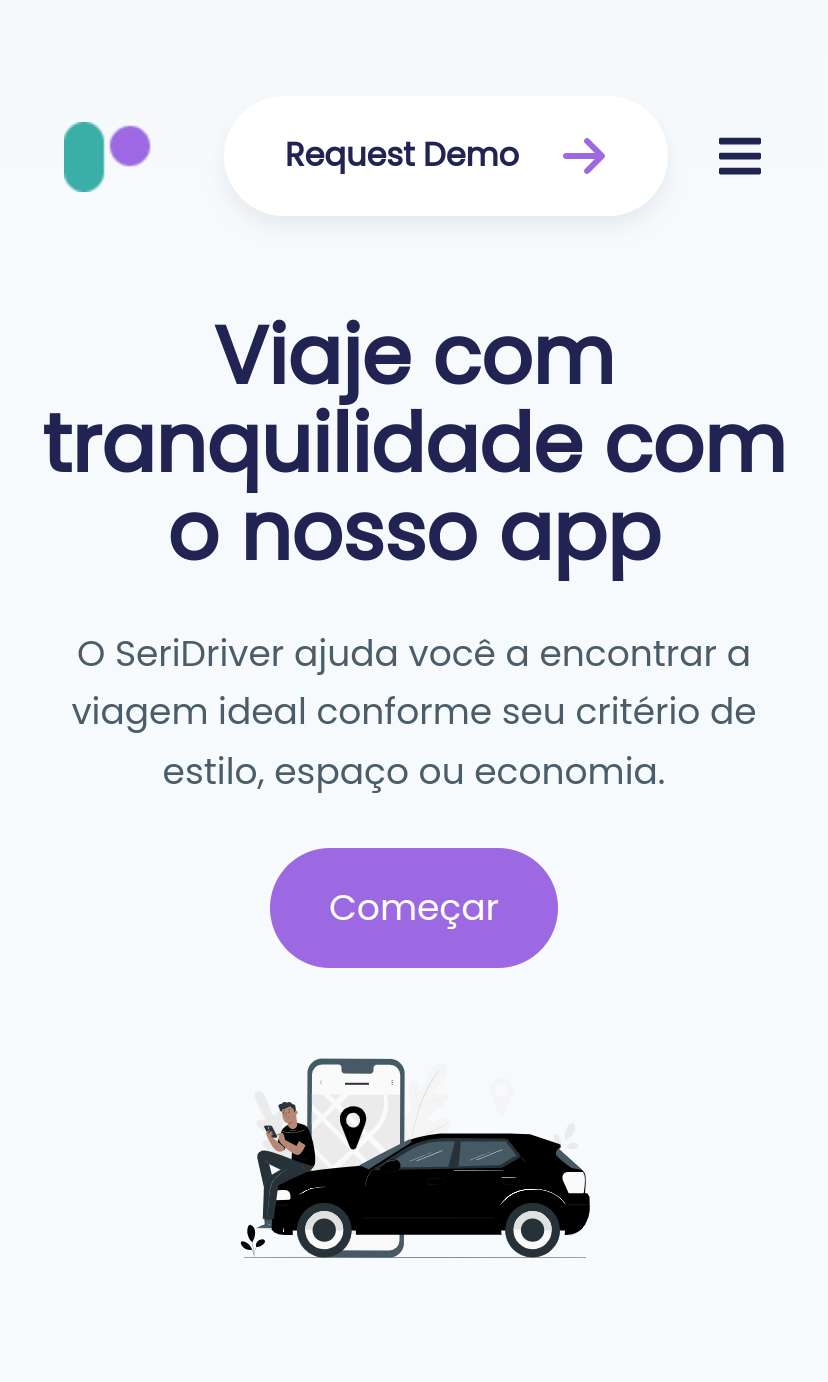 Request Demo
Viaje com
tranquilidade com
o nosso app
O SeriDriver ajuda você a encontrar a
viagem ideal conforme seu critério de
estilo, espaço ou economia.
Começar